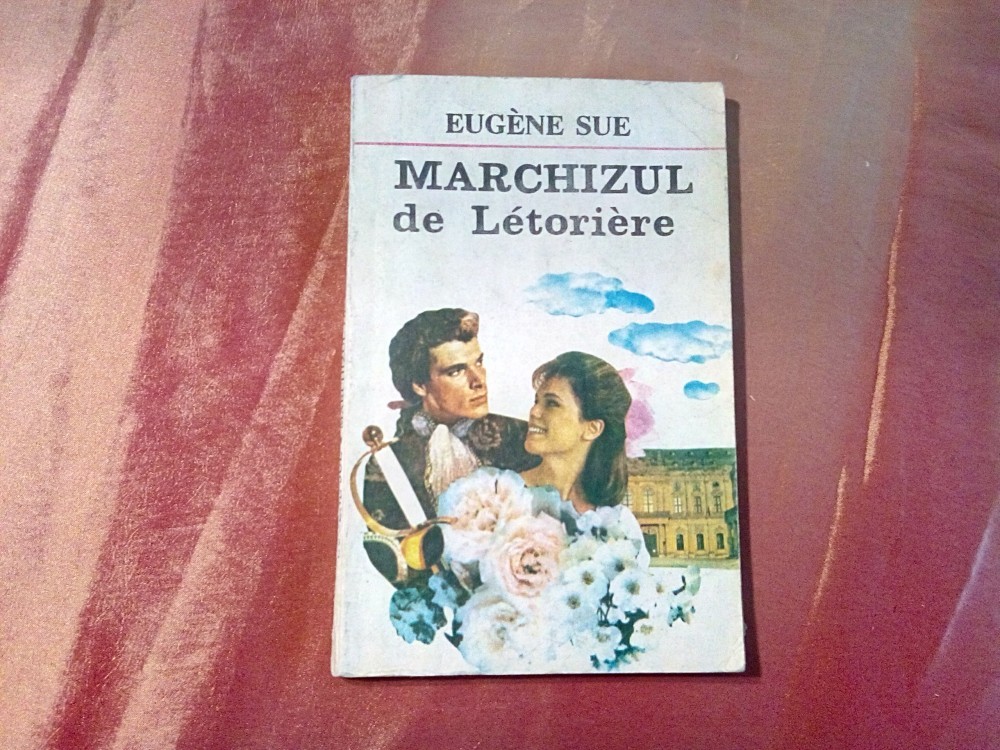 EUGÈNE SUE
MARCHIZUL
de Létorière